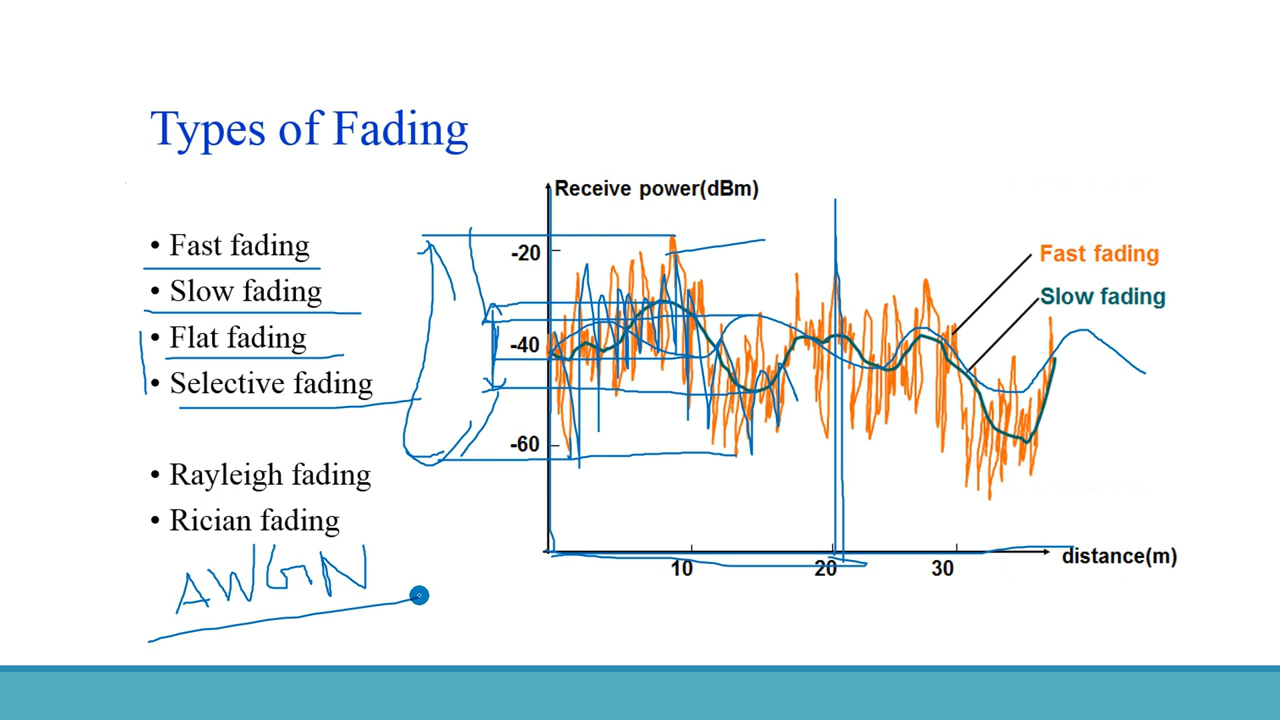 Types of Fading
• Fast fading
• Slow fading
• Flat fading
• Selective fading
• Rayleigh fading
• Rician fading
AWGN
Receive power(dBm)
-20
-40
-60
Fast fading
Slow fading
10
20
30
distance(m)